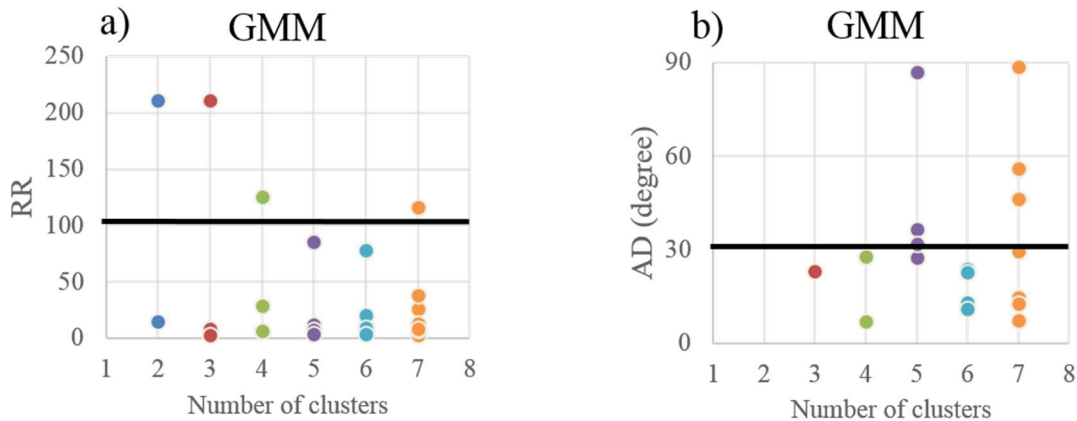 a) GMM
250
200
150
100
50
0
RR
1 2 3 4 5 6 7 8
Number of clusters
b) GMM
90
60
30
0
AD (degree)
1 2 3 4 5 6 7 8
Number of clusters